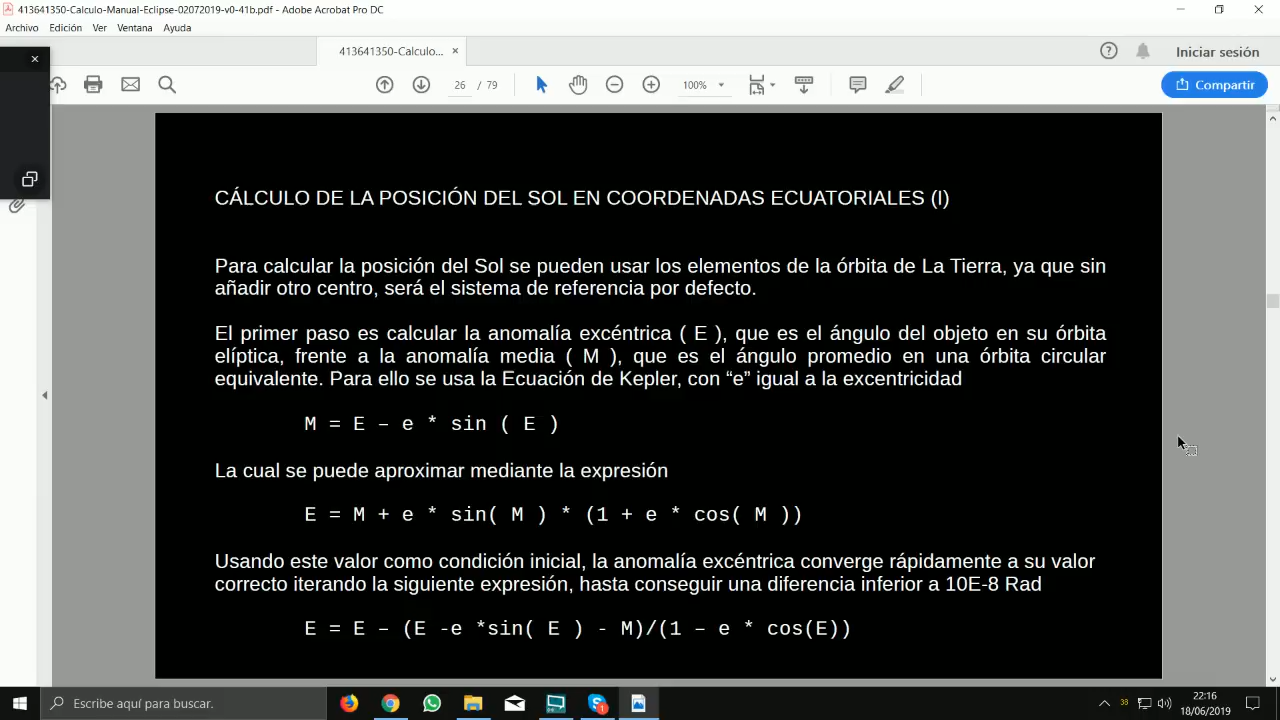 413641350-Calculo-Manual-Eclipse-02072019-v0-41b.pdf - Adobe Acrobat Pro DC
Archivo Edición Ver Ventana Ayuda
413641350-Calculo... ×
Iniciar sesión
26 / 79
100%
Compartir
CÁLCULO DE LA POSICIÓN DEL SOL EN COORDENADAS ECUATORIALES (I)
Para calcular la posición del Sol se pueden usar los elementos de la órbita de La Tierra, ya que sin
añadir otro centro, será el sistema de referencia por defecto.
El primer paso es calcular la anomalía excéntrica ( E ), que es el ángulo del objeto en su órbita
elíptica, frente a la anomalía media ( M ), que es el ángulo promedio en una órbita circular
equivalente. Para ello se usa la Ecuación de Kepler, con “e” igual a la excentricidad
M = E – e * sin ( E )
La cual se puede aproximar mediante la expresión
E = M + e * sin( M ) * (1 + e * cos( M ))
Usando este valor como condición inicial, la anomalía excéntrica converge rápidamente a su valor
correcto iterando la siguiente expresión, hasta conseguir una diferencia inferior a 10E-8 Rad
E = E – (E -e *sin( E ) - M)/(1 – e * cos(E))
Escribe aquí para buscar.
38
22:16
18/06/2019